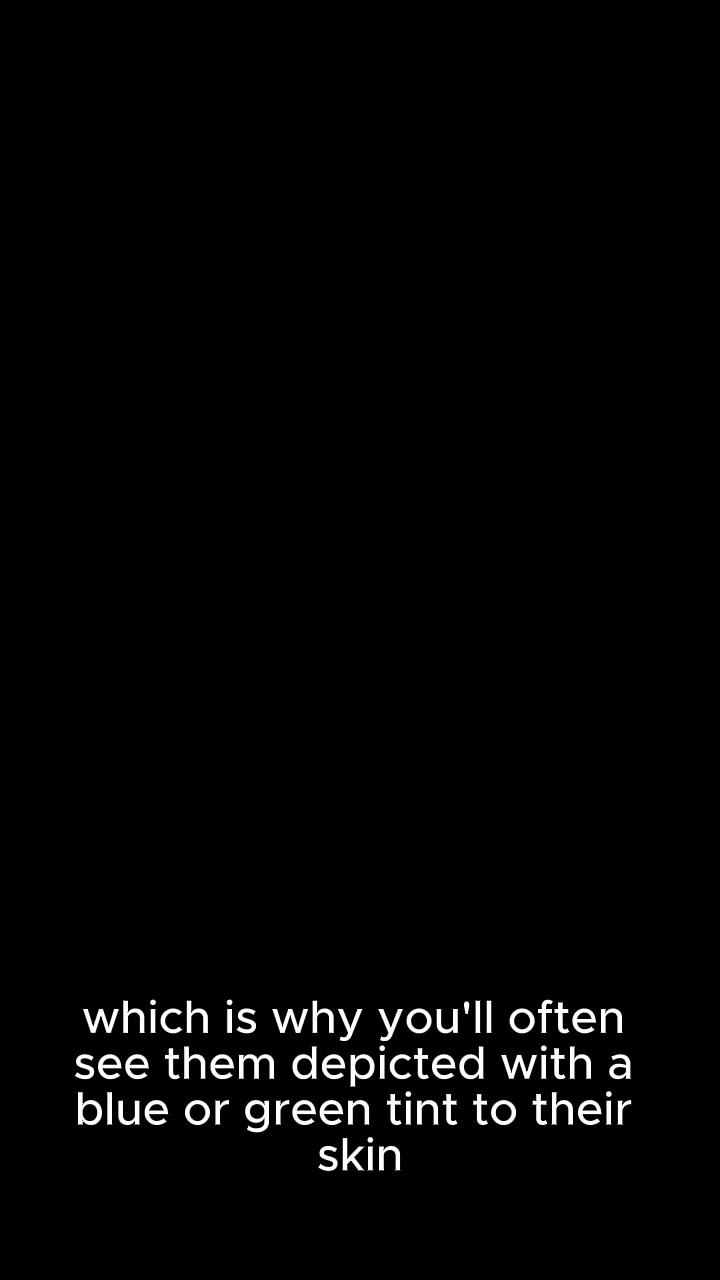 which is why you'll often
see them depicted with a
blue or green tint to their
skin